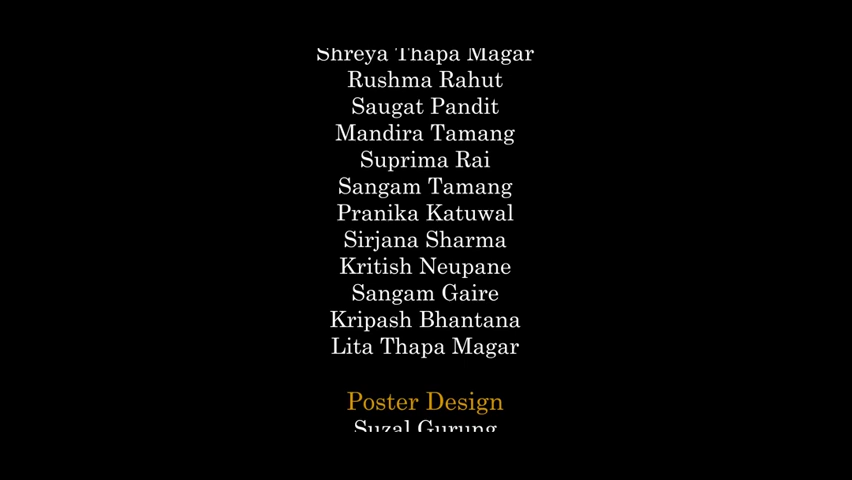 Shreya Thapa Magar
Rushma Rahut
Saugat Pandit
Mandira Tamang
Suprima Rai
Sangam Tamang
Pranika Katuwal
Sirjana Sharma
Kritish Neupane
Sangam Gaire
Kripash Bhantana
Lita Thapa Magar
Poster Design
Suzal Gurung